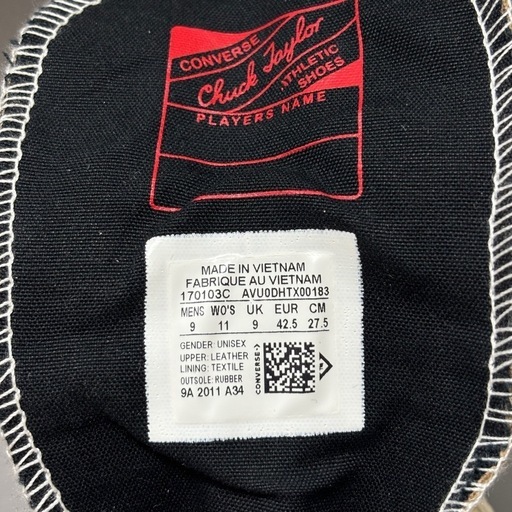 CONVERSE
Chuck Taylor
ATHLETIC
SHOES
PLAYERS NAME
MADE IN VIETNAM
FABRIQUE AU VIETNAM
170103C AVU0DHTX00183
MENS WO'S UK EUR CM
9 11 9 42.5 27.5
GENDER: UNISEX
UPPER: LEATHER
LINING: TEXTILE
OUTSOLE: RUBBER
9A 2011 A34
CONVERSE